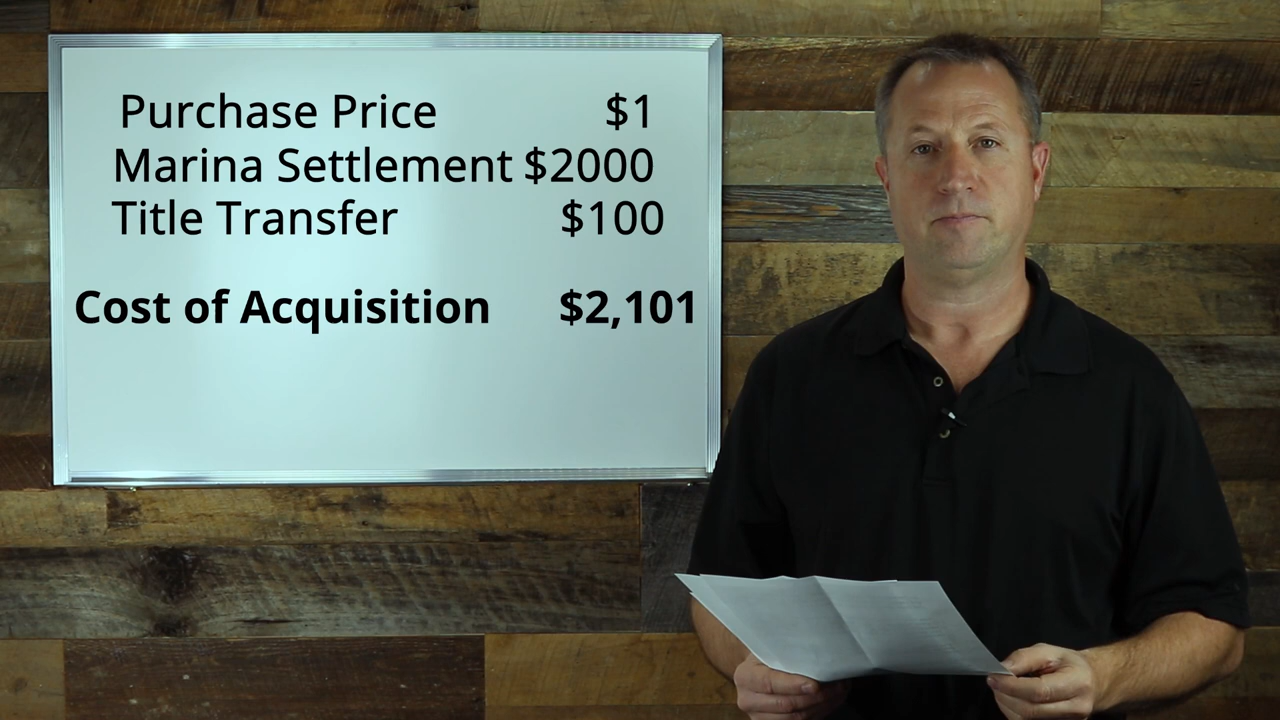 Purchase Price $1
Marina Settlement $2000
Title Transfer $100
Cost of Acquisition $2,101